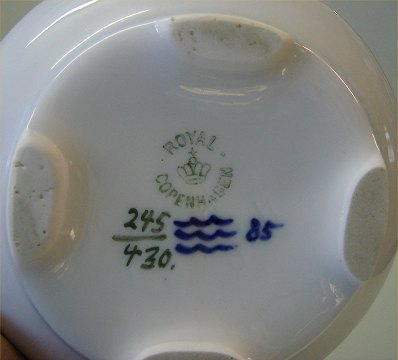 ROYAL
COPENHAGEN
245 85
430.